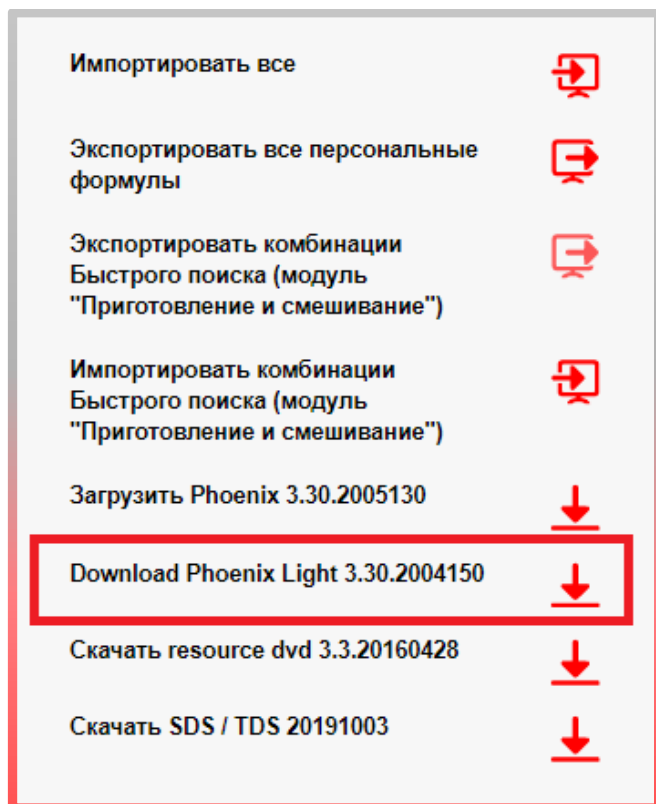 Импортировать все
Экспортировать все персональные
формулы
Экспортировать комбинации
Быстрого поиска (модуль
"Приготовление и смешивание")
Импортировать комбинации
Быстрого поиска (модуль
"Приготовление и смешивание")
Загрузить Phoenix 3.30.2005130
Download Phoenix Light 3.30.2004150
Скачать resource dvd 3.3.20160428
Скачать SDS / TDS 20191003